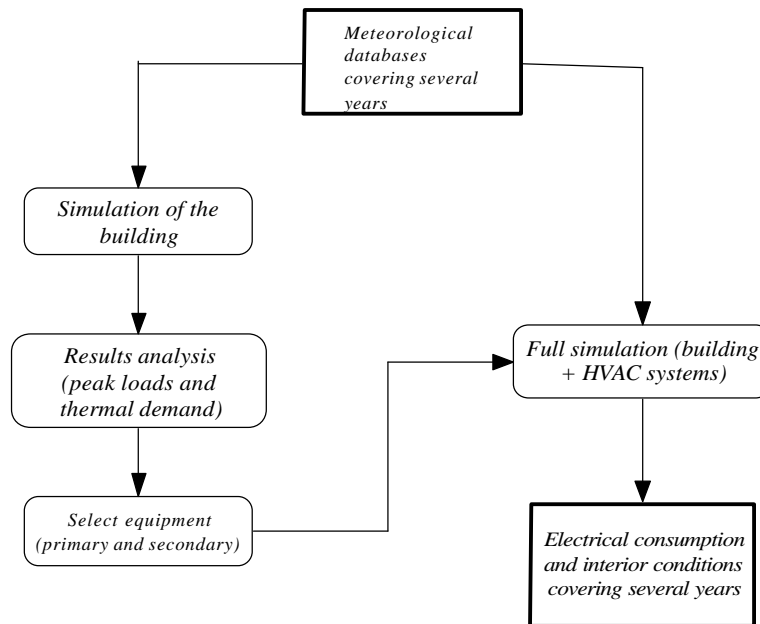 Meteorological
databases
covering several
years
Simulation of the
building
Results analysis
(peak loads and
thermal demand)
Full simulation (building
+ HVAC systems)
Select equipment
(primary and secondary)
Electrical consumption
and interior conditions
covering several years